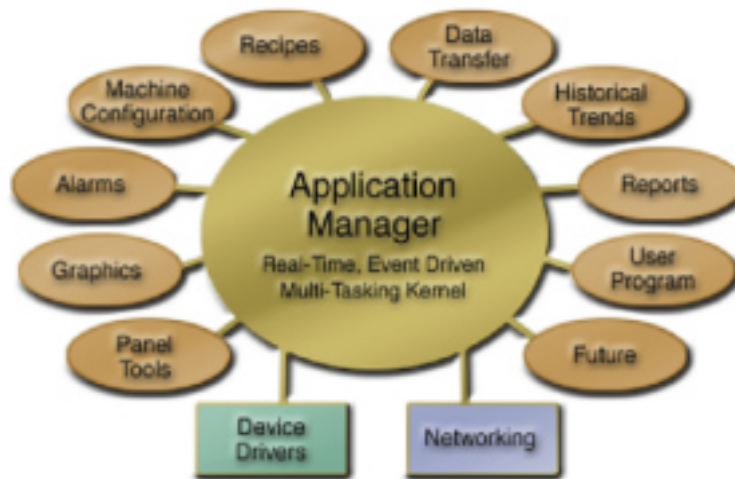 Recipes
Data
Transfer
Machine
Configuration
Historical
Trends
Alarms
Application
Manager
Real-Time, Event Driven
Multi-Tasking Kernel
Reports
Graphics
User
Program
Panel
Tools
Future
Device
Drivers
Networking